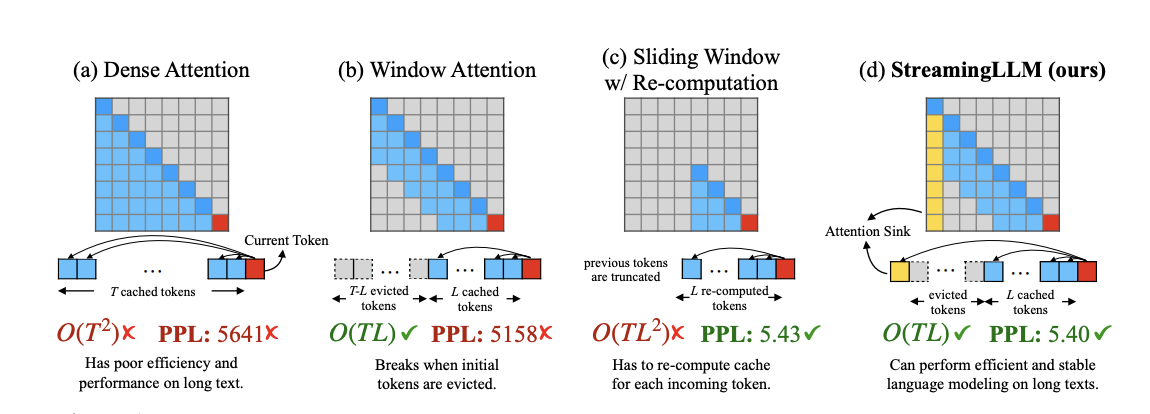 (a) Dense Attention
(b) Window Attention
(c) Sliding Window
w/ Re-computation
(d) StreamingLLM (ours)
Current Token
...
T cached tokens
...
...
T-L evicted
tokens
L cached
tokens
previous tokens
are truncated
...
L re-computed
tokens
Attention Sink
...
...
evicted
tokens
L cached
tokens
O(T²)✗ PPL: 5641✗
Has poor efficiency and
performance on long text.
O(TL)✓ PPL: 5158✗
Breaks when initial
tokens are evicted.
O(TL²)✗ PPL: 5.43✓
Has to re-compute cache
for each incoming token.
O(TL)✓ PPL: 5.40✓
Can perform efficient and stable
language modeling on long texts.